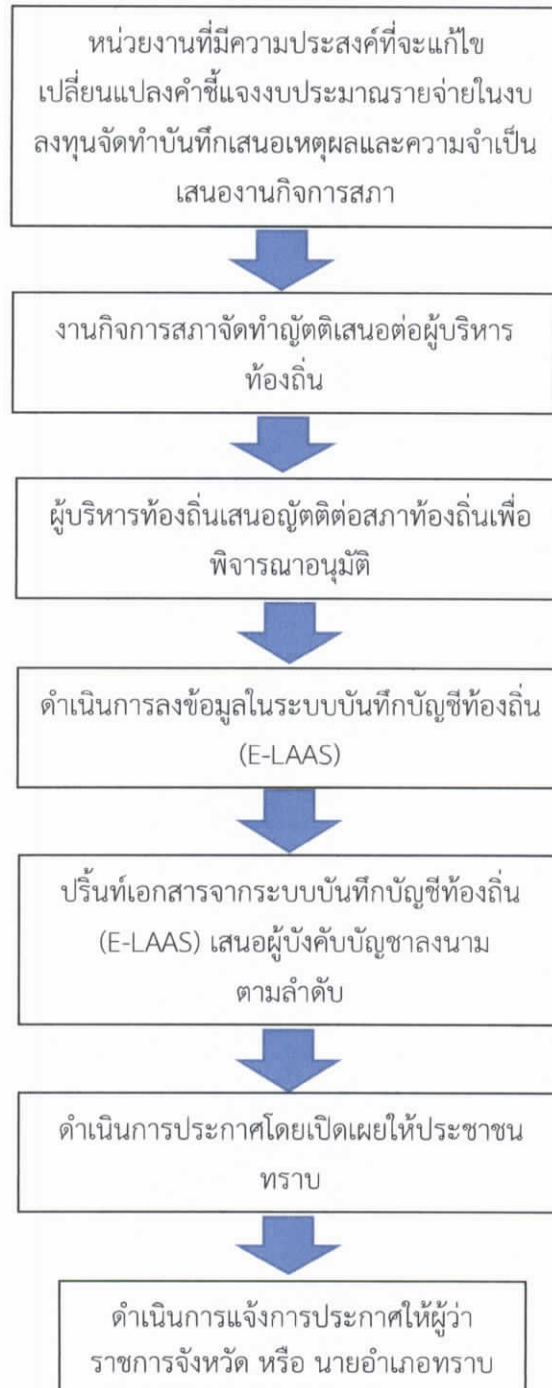 หน่วยงานที่มีความประสงค์ที่จะแก้ไข
เปลี่ยนแปลงคำชี้แจงงบประมาณรายจ่ายในงบ
ลงทุนจัดทำบันทึกเสนอเหตุผลและความจำเป็น
เสนองานกิจการสภา
งานกิจการสภาจัดทำญัตติเสนอต่อผู้บริหาร
ท้องถิ่น
ผู้บริหารท้องถิ่นเสนอญัตติต่อสภาท้องถิ่นเพื่อ
พิจารณาอนุมัติ
ดำเนินการลงข้อมูลในระบบบันทึกบัญชีท้องถิ่น
(E-LAAS)
ปริ้นท์เอกสารจากระบบบันทึกบัญชีท้องถิ่น
(E-LAAS) เสนอผู้บังคับบัญชาลงนาม
ตามลำดับ
ดำเนินการประกาศโดยเปิดเผยให้ประชาชน
ทราบ
ดำเนินการแจ้งการประกาศให้ผู้ว่า
ราชการจังหวัด หรือ นายอำเภอทราบ